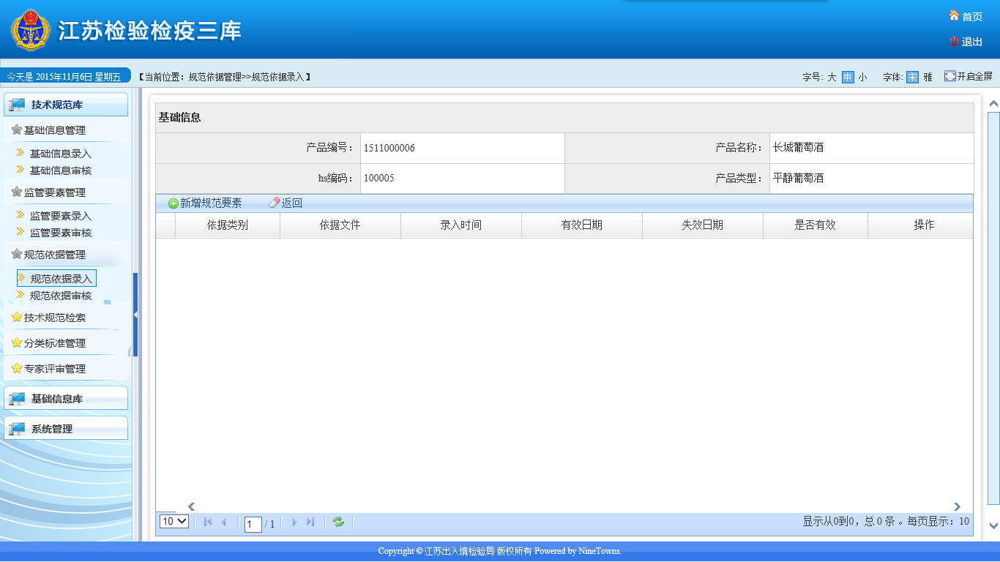 江苏检验检疫三库
首页
退出
今天是 2015年11月6日 星期五
【当前位置：规范依据管理>>规范依据录入】
字号: 大 中 小 字体: 宋 雅 开启全屏
技术规范库
基础信息管理
基础信息录入
基础信息审核
监管要素管理
监管要素录入
监管要素审核
规范依据管理
规范依据录入
规范依据审核
技术规范检索
分类标准管理
专家评审管理
基础信息库
系统管理
基础信息
产品编号： 1511000006 产品名称： 长城葡萄酒
hs编码： 100005 产品类型： 平静葡萄酒
新增规范要素 返回
依据类别 依据文件 录入时间 有效日期 失效日期 是否有效 操作
10 1 / 1 显示从0到0，总 0 条 。每页显示：10
Copyright © 江苏出入境检验局 版权所有 Powered by NineTowns.